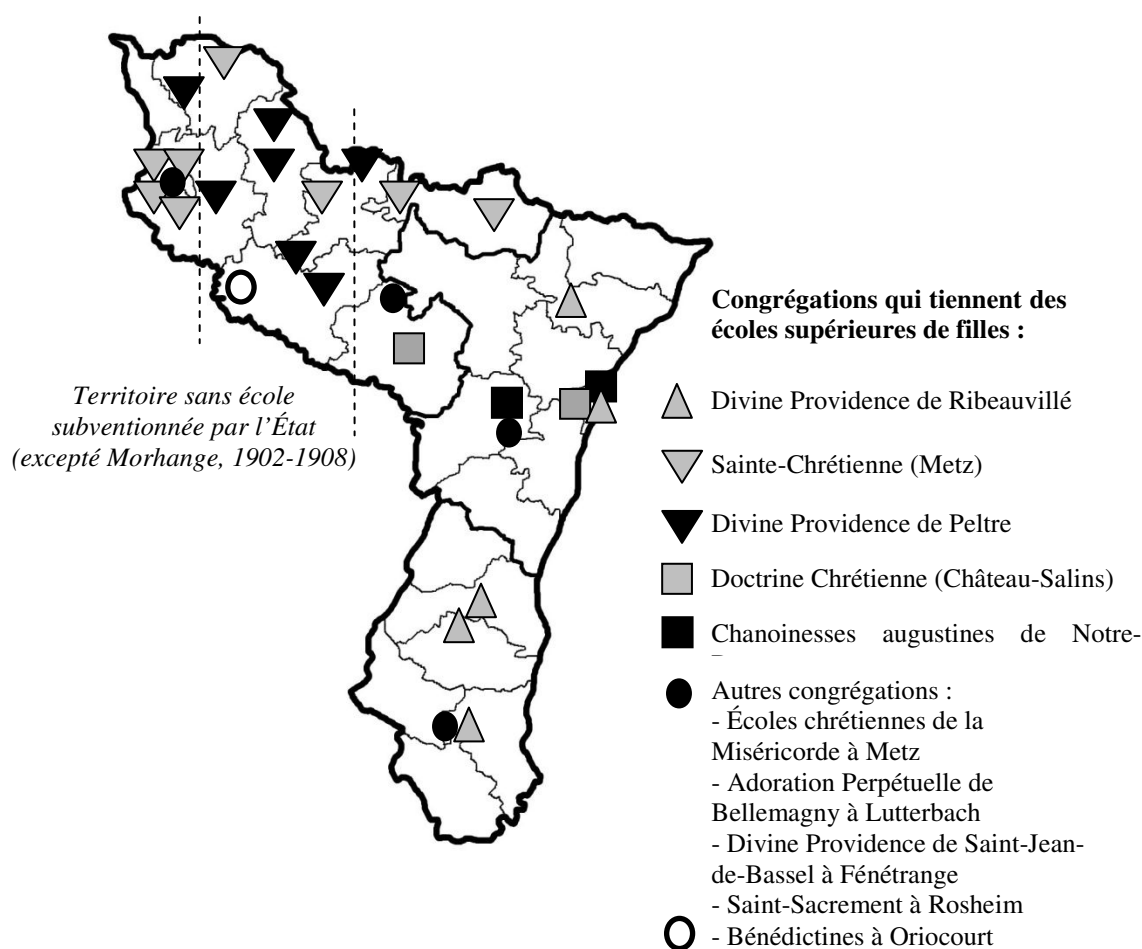 Territoire sans école
subventionnée par l'État
(excepté Morhange, 1902-1908)
Congrégations qui tiennent des
écoles supérieures de filles :
Divine Providence de Ribeauvillé
Sainte-Chrétienne (Metz)
Divine Providence de Peltre
Doctrine Chrétienne (Château-Salins)
Chanoinesses augustines de Notre-
Autres congrégations :
- Écoles chrétiennes de la
Miséricorde à Metz
- Adoration Perpétuelle de
Bellemagny à Lutterbach
- Divine Providence de Saint-Jean-
de-Bassel à Fénétrange
- Saint-Sacrement à Rosheim
- Bénédictines à Oriocourt